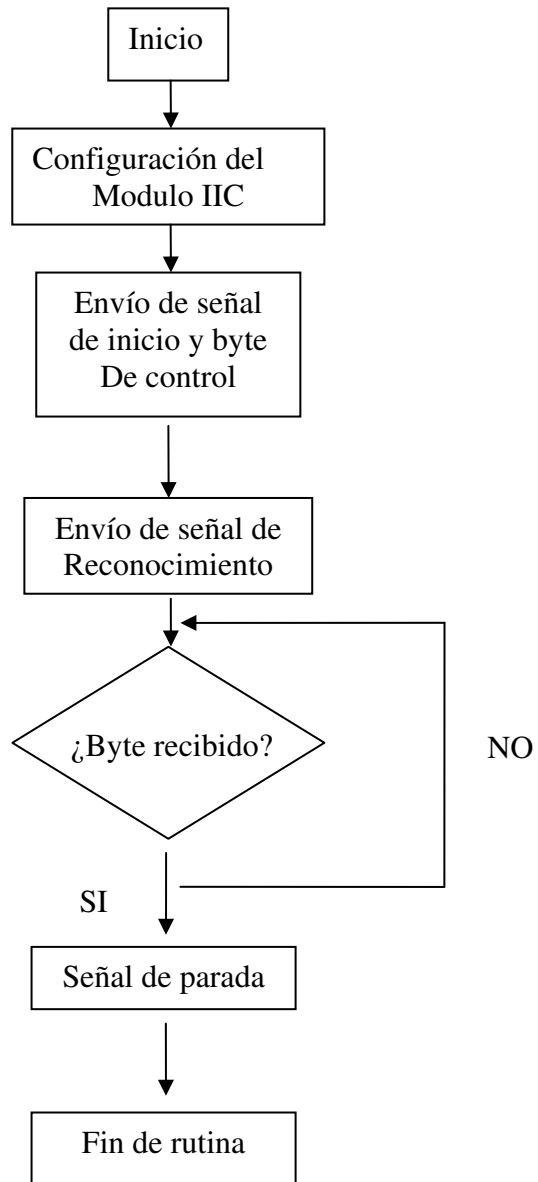 Inicio
Configuración del
Modulo IIC
Envío de señal
de inicio y byte
De control
Envío de señal de
Reconocimiento
¿Byte recibido?
NO
SI
Señal de parada
Fin de rutina